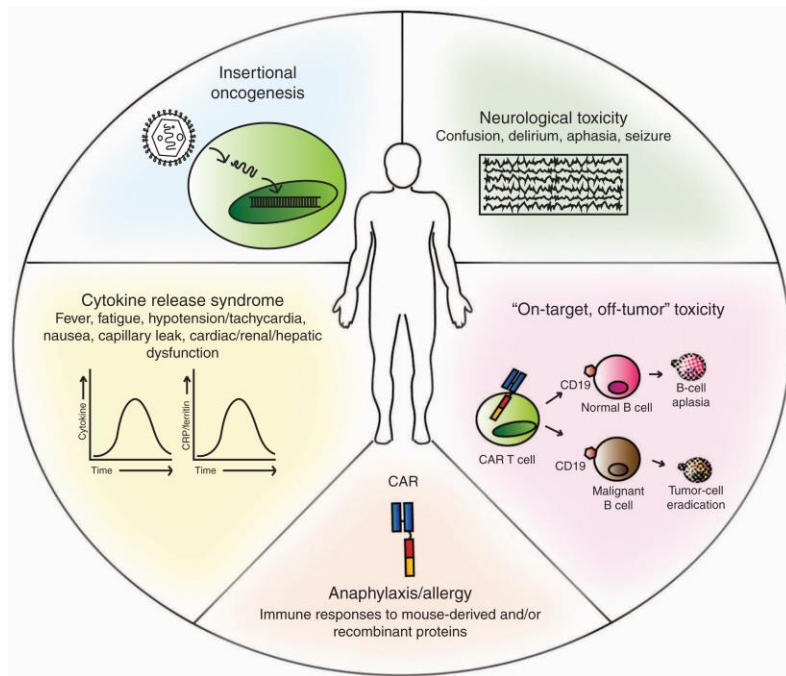 Insertional
oncogenesis
Neurological toxicity
Confusion, delirium, aphasia, seizure
Cytokine release syndrome
Fever, fatigue, hypotension/tachycardia,
nausea, capillary leak, cardiac/renal/hepatic
dysfunction
Cytokine
Time
CRP/ferritin
Time
"On-target, off-tumor" toxicity
CD19
Normal B cell
B-cell
aplasia
CAR T cell
CD19
Malignant
B cell
Tumor-cell
eradication
CAR
Anaphylaxis/allergy
Immune responses to mouse-derived and/or
recombinant proteins